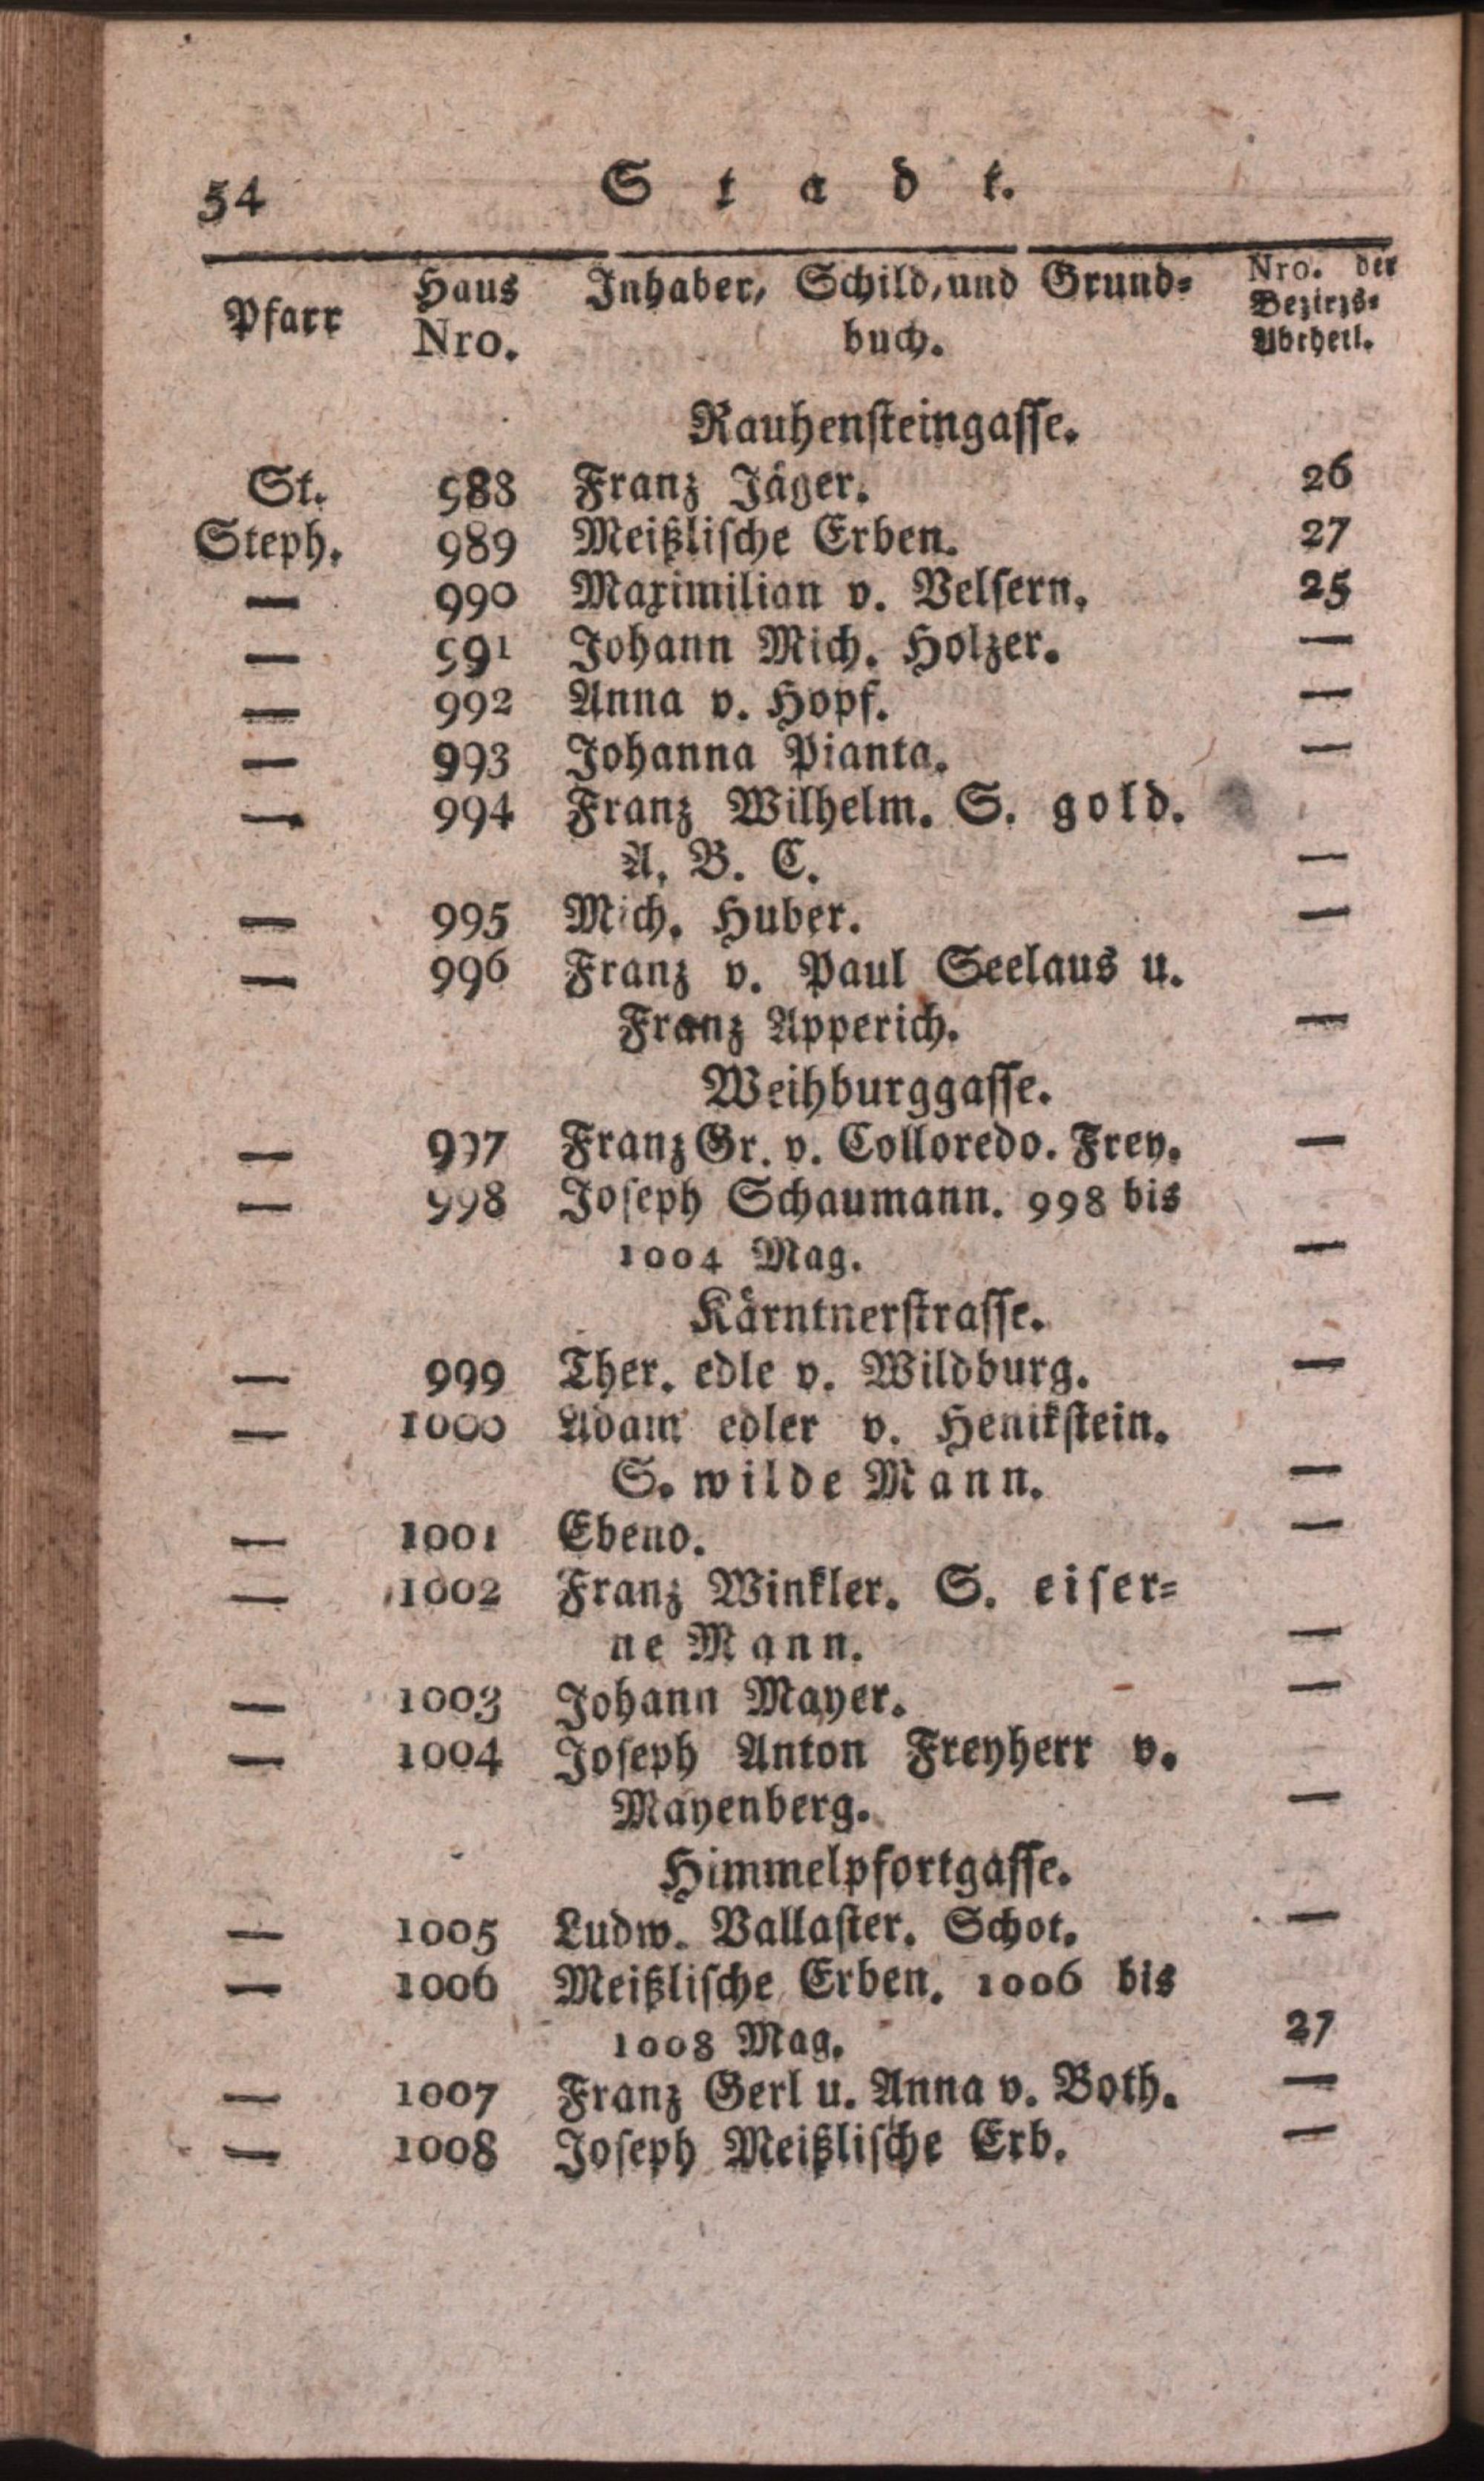 54 Stadt.
Pfarr Haus Nro. Inhaber, Schild, und Grund= buch. Nro. der Bezirzs= Abtheil.
Rauhensteingasse.
St. 988 Franz Jäger. 26
Steph. 989 Meißlische Erben. 27
— 990 Maximilian v. Velsern. 25
— 991 Johann Mich. Holzer. —
— 992 Anna v. Hopf. —
— 993 Johanna Pianta. —
— 994 Franz Wilhelm. S. gold.
A. B. C. —
— 995 Mich. Huber. —
— 996 Franz v. Paul Seelaus u.
Franz Apperich. —
Weihburggasse.
— 997 Franz Gr. v. Colloredo. Frey. —
— 998 Joseph Schaumann. 998 bis
1004 Mag. —
Kärntnerstrasse.
— 999 Ther. edle v. Wildburg. —
— 1000 Adam edler v. Henikstein.
S. wilde Mann. —
— 1001 Ebeno. —
— 1002 Franz Winkler. S. eiser=
ne Mann. —
— 1003 Johann Mayer. —
— 1004 Joseph Anton Freyherr v.
Mayenberg. —
Himmelpfortgasse.
— 1005 Ludw. Vallaster. Schot. —
— 1006 Meißlische Erben. 1006 bis
1008 Mag. 27
— 1007 Franz Gerl u. Anna v. Both. —
— 1008 Joseph Meißlische Erb. —